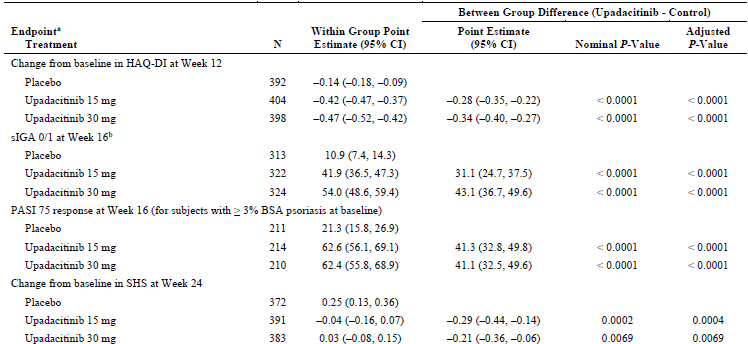 Between Group Difference (Upadacitinib - Control)
Endpointᵃ Within Group Point Point Estimate Adjusted
Treatment N Estimate (95% CI) (95% CI) Nominal P-Value P-Value
Change from baseline in HAQ-DI at Week 12
Placebo 392 –0.14 (–0.18, –0.09)
Upadacitinib 15 mg 404 –0.42 (–0.47, –0.37) –0.28 (–0.35, –0.22) < 0.0001 < 0.0001
Upadacitinib 30 mg 398 –0.47 (–0.52, –0.42) –0.34 (–0.40, –0.27) < 0.0001 < 0.0001
sIGA 0/1 at Week 16ᵇ
Placebo 313 10.9 (7.4, 14.3)
Upadacitinib 15 mg 322 41.9 (36.5, 47.3) 31.1 (24.7, 37.5) < 0.0001 < 0.0001
Upadacitinib 30 mg 324 54.0 (48.6, 59.4) 43.1 (36.7, 49.6) < 0.0001 < 0.0001
PASI 75 response at Week 16 (for subjects with ≥ 3% BSA psoriasis at baseline)
Placebo 211 21.3 (15.8, 26.9)
Upadacitinib 15 mg 214 62.6 (56.1, 69.1) 41.3 (32.8, 49.8) < 0.0001 < 0.0001
Upadacitinib 30 mg 210 62.4 (55.8, 68.9) 41.1 (32.5, 49.6) < 0.0001 < 0.0001
Change from baseline in SHS at Week 24
Placebo 372 0.25 (0.13, 0.36)
Upadacitinib 15 mg 391 –0.04 (–0.16, 0.07) –0.29 (–0.44, –0.14) 0.0002 0.0004
Upadacitinib 30 mg 383 0.03 (–0.08, 0.15) –0.21 (–0.36, –0.06) 0.0069 0.0069